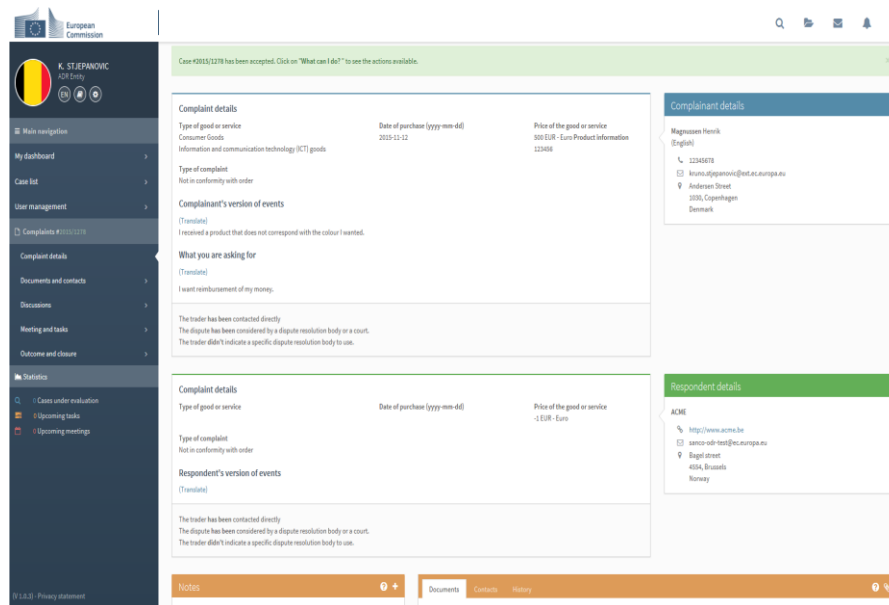 European
Commission
K. STJEPANOVIC
ADR Entity
EN
Main navigation
My dashboard
Case list
User management
Complaints #2015/1278
Complaint details
Documents and contacts
Discussions
Meeting and tasks
Outcome and closure
Statistics
0 Cases under evaluation
0 Upcoming tasks
0 Upcoming meetings
(V 1.0.3) - Privacy statement
Case #2015/1278 has been accepted. Click on "What can I do? " to see the actions available.
Complaint details
Type of good or service
Consumer Goods
Information and communication technology (ICT) goods
Date of purchase (yyyy-mm-dd)
2015-11-12
Price of the good or service
500 EUR - Euro Product information
123456
Type of complaint
Not in conformity with order
Complainant's version of events
(Translate)
I received a product that does not correspond with the colour I wanted.
What you are asking for
(Translate)
I want reimbursement of my money.
The trader has been contacted directly
The dispute has been considered by a dispute resolution body or a court.
The trader didn't indicate a specific dispute resolution body to use.
Complainant details
Magnussen Henrik
(English)
12345678
kruno.stjepanovic@ext.ec.europa.eu
Andersen Street
1030, Copenhagen
Denmark
Complaint details
Type of good or service
Date of purchase (yyyy-mm-dd)
Price of the good or service
-1 EUR - Euro
Type of complaint
Not in conformity with order
Respondent's version of events
(Translate)
The trader has been contacted directly
The dispute has been considered by a dispute resolution body or a court.
The trader didn't indicate a specific dispute resolution body to use.
Respondent details
ACME
http://www.acme.be
sanco-odr-test@ec.europa.eu
Bagel street
4554, Brussels
Norway
Notes
Documents
Contacts
History